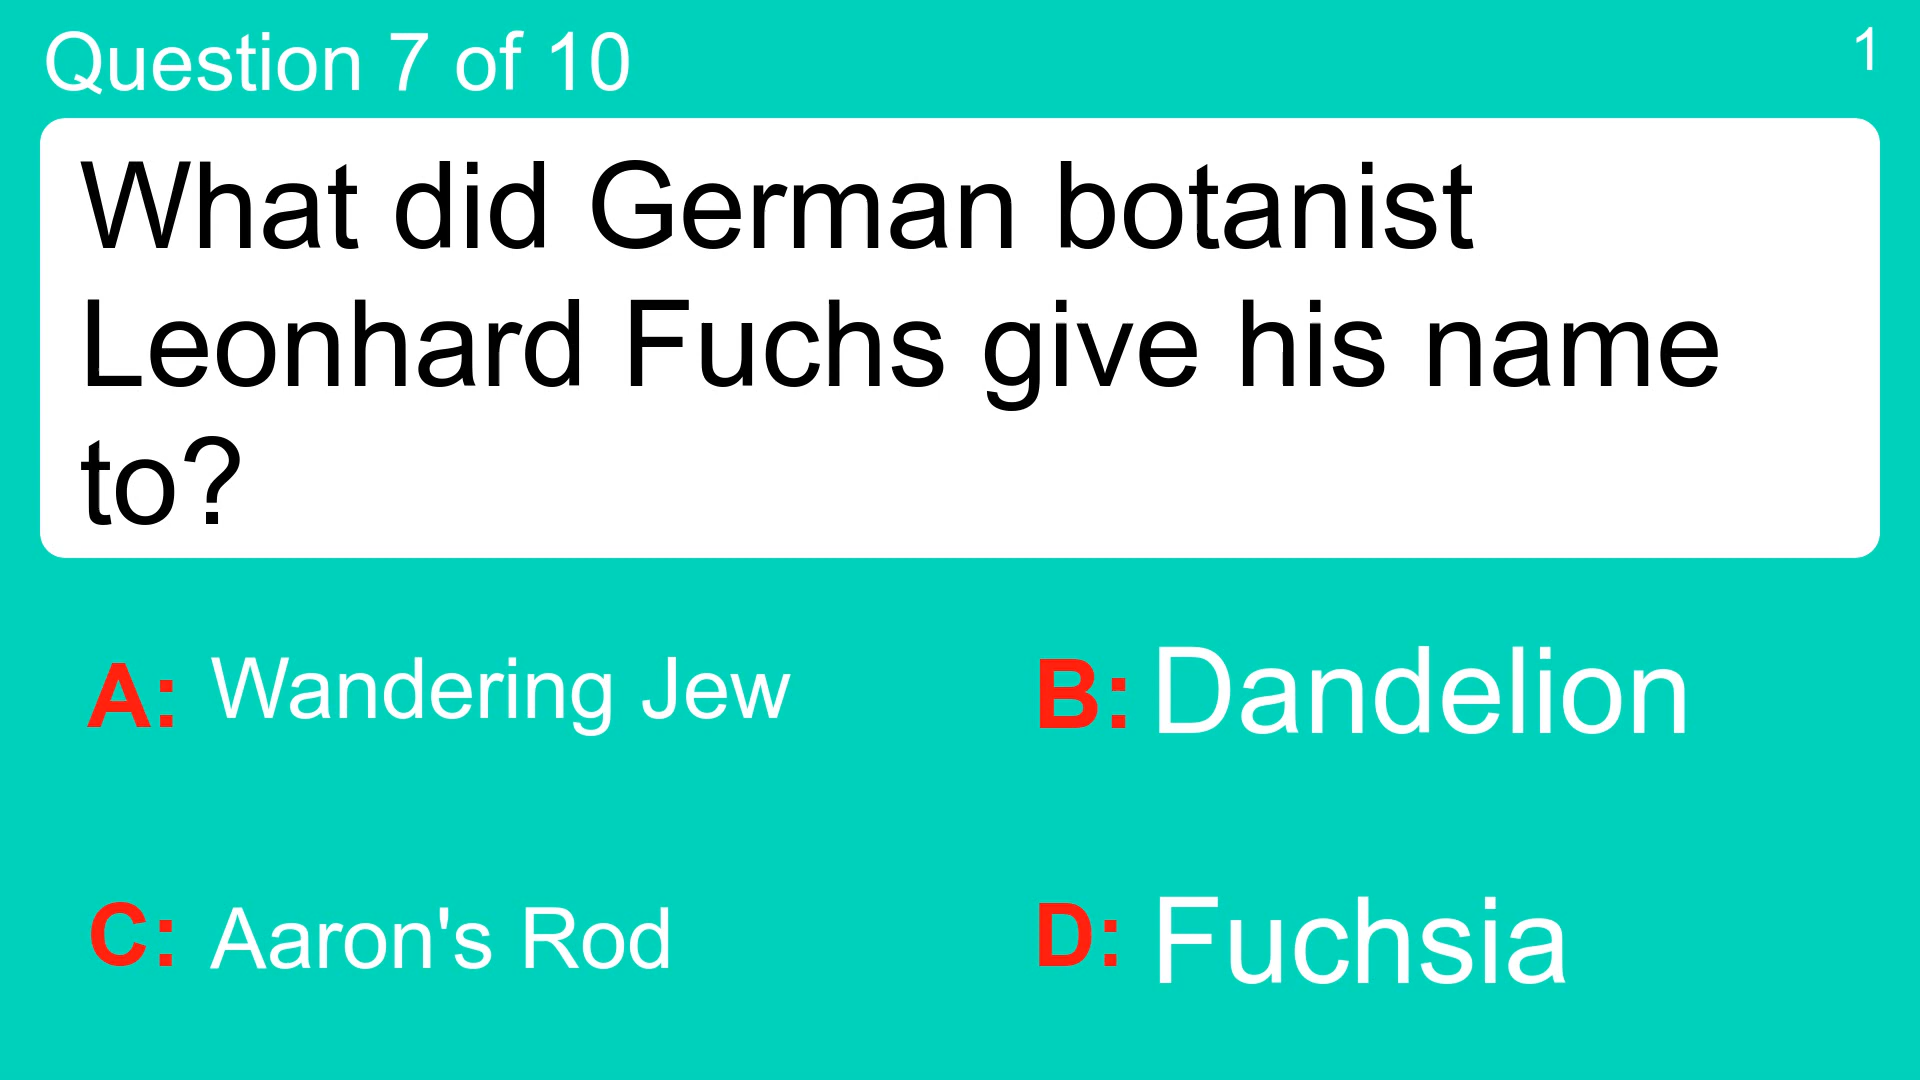 Question 7 of 10
1
What did German botanist
Leonhard Fuchs give his name
to?
A: Wandering Jew
B: Dandelion
C: Aaron's Rod
D: Fuchsia